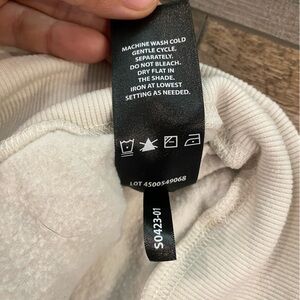 MACHINE WASH COLD
GENTLE CYCLE,
SEPARATELY.
DO NOT BLEACH.
DRY FLAT IN
THE SHADE.
IRON AT LOWEST
SETTING AS NEEDED.
LOT 4500549068
S0423-01